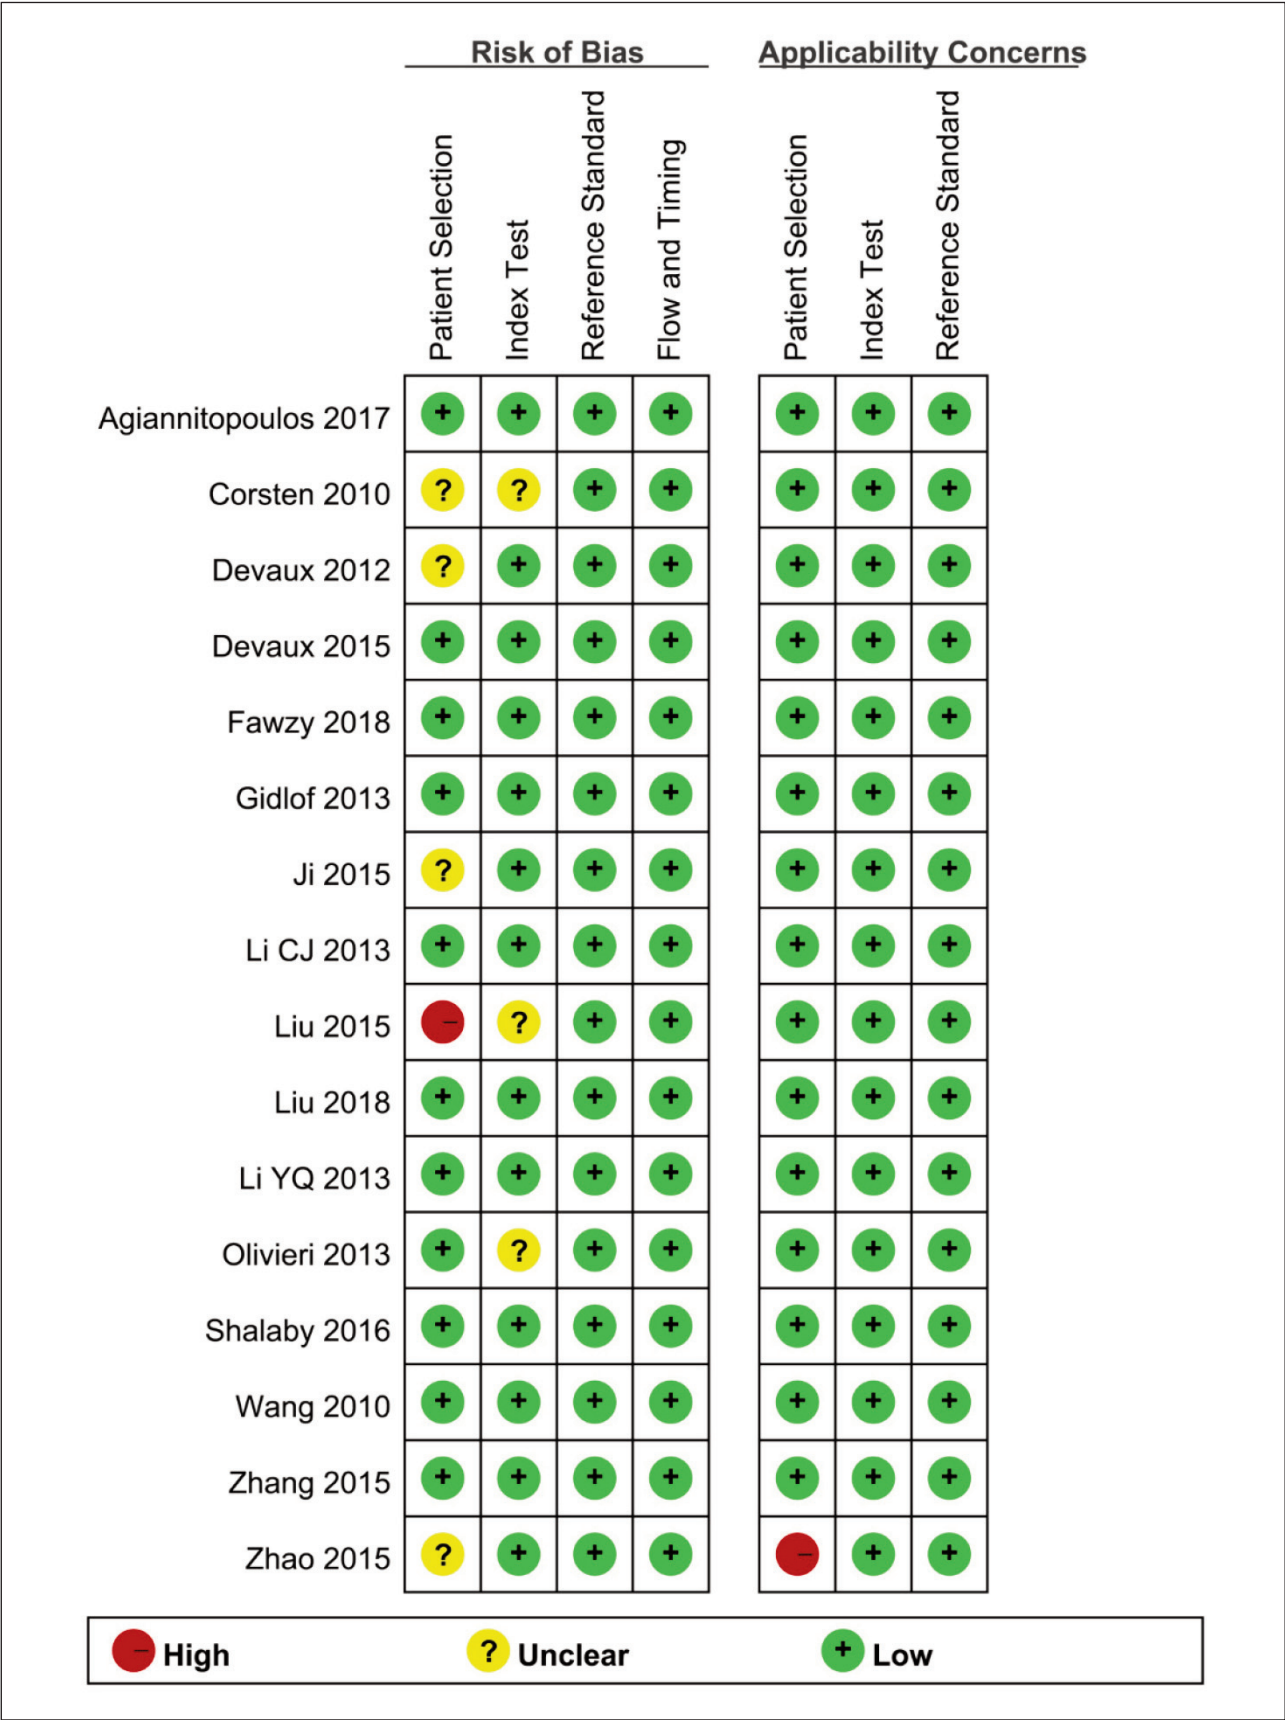 Risk of Bias
Applicability Concerns
Patient Selection
Index Test
Reference Standard
Flow and Timing
Patient Selection
Index Test
Reference Standard
Agiannitopoulos 2017 + + + + + + +
Corsten 2010 ? ? + + + + +
Devaux 2012 ? + + + + + +
Devaux 2015 + + + + + + +
Fawzy 2018 + + + + + + +
Gidlof 2013 + + + + + + +
Ji 2015 ? + + + + + +
Li CJ 2013 + + + + + + +
Liu 2015 – ? + + + + +
Liu 2018 + + + + + + +
Li YQ 2013 + + + + + + +
Olivieri 2013 + ? + + + + +
Shalaby 2016 + + + + + + +
Wang 2010 + + + + + + +
Zhang 2015 + + + + + + +
Zhao 2015 ? + + + – + +
– High ? Unclear + Low